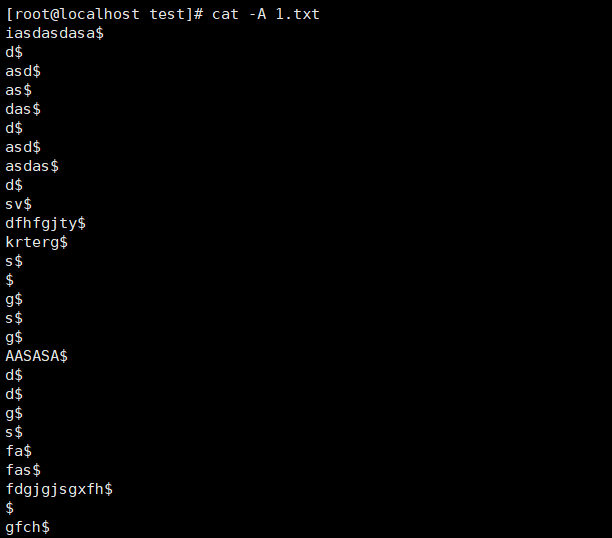 [root@localhost test]# cat -A 1.txt
iasdasdasa$
d$
asd$
as$
das$
d$
asd$
asdas$
d$
sv$
dfhfgjty$
krterg$
s$
$
g$
s$
g$
AASASA$
d$
d$
g$
s$
fa$
fas$
fdgjgjsgxfh$
$
gfch$